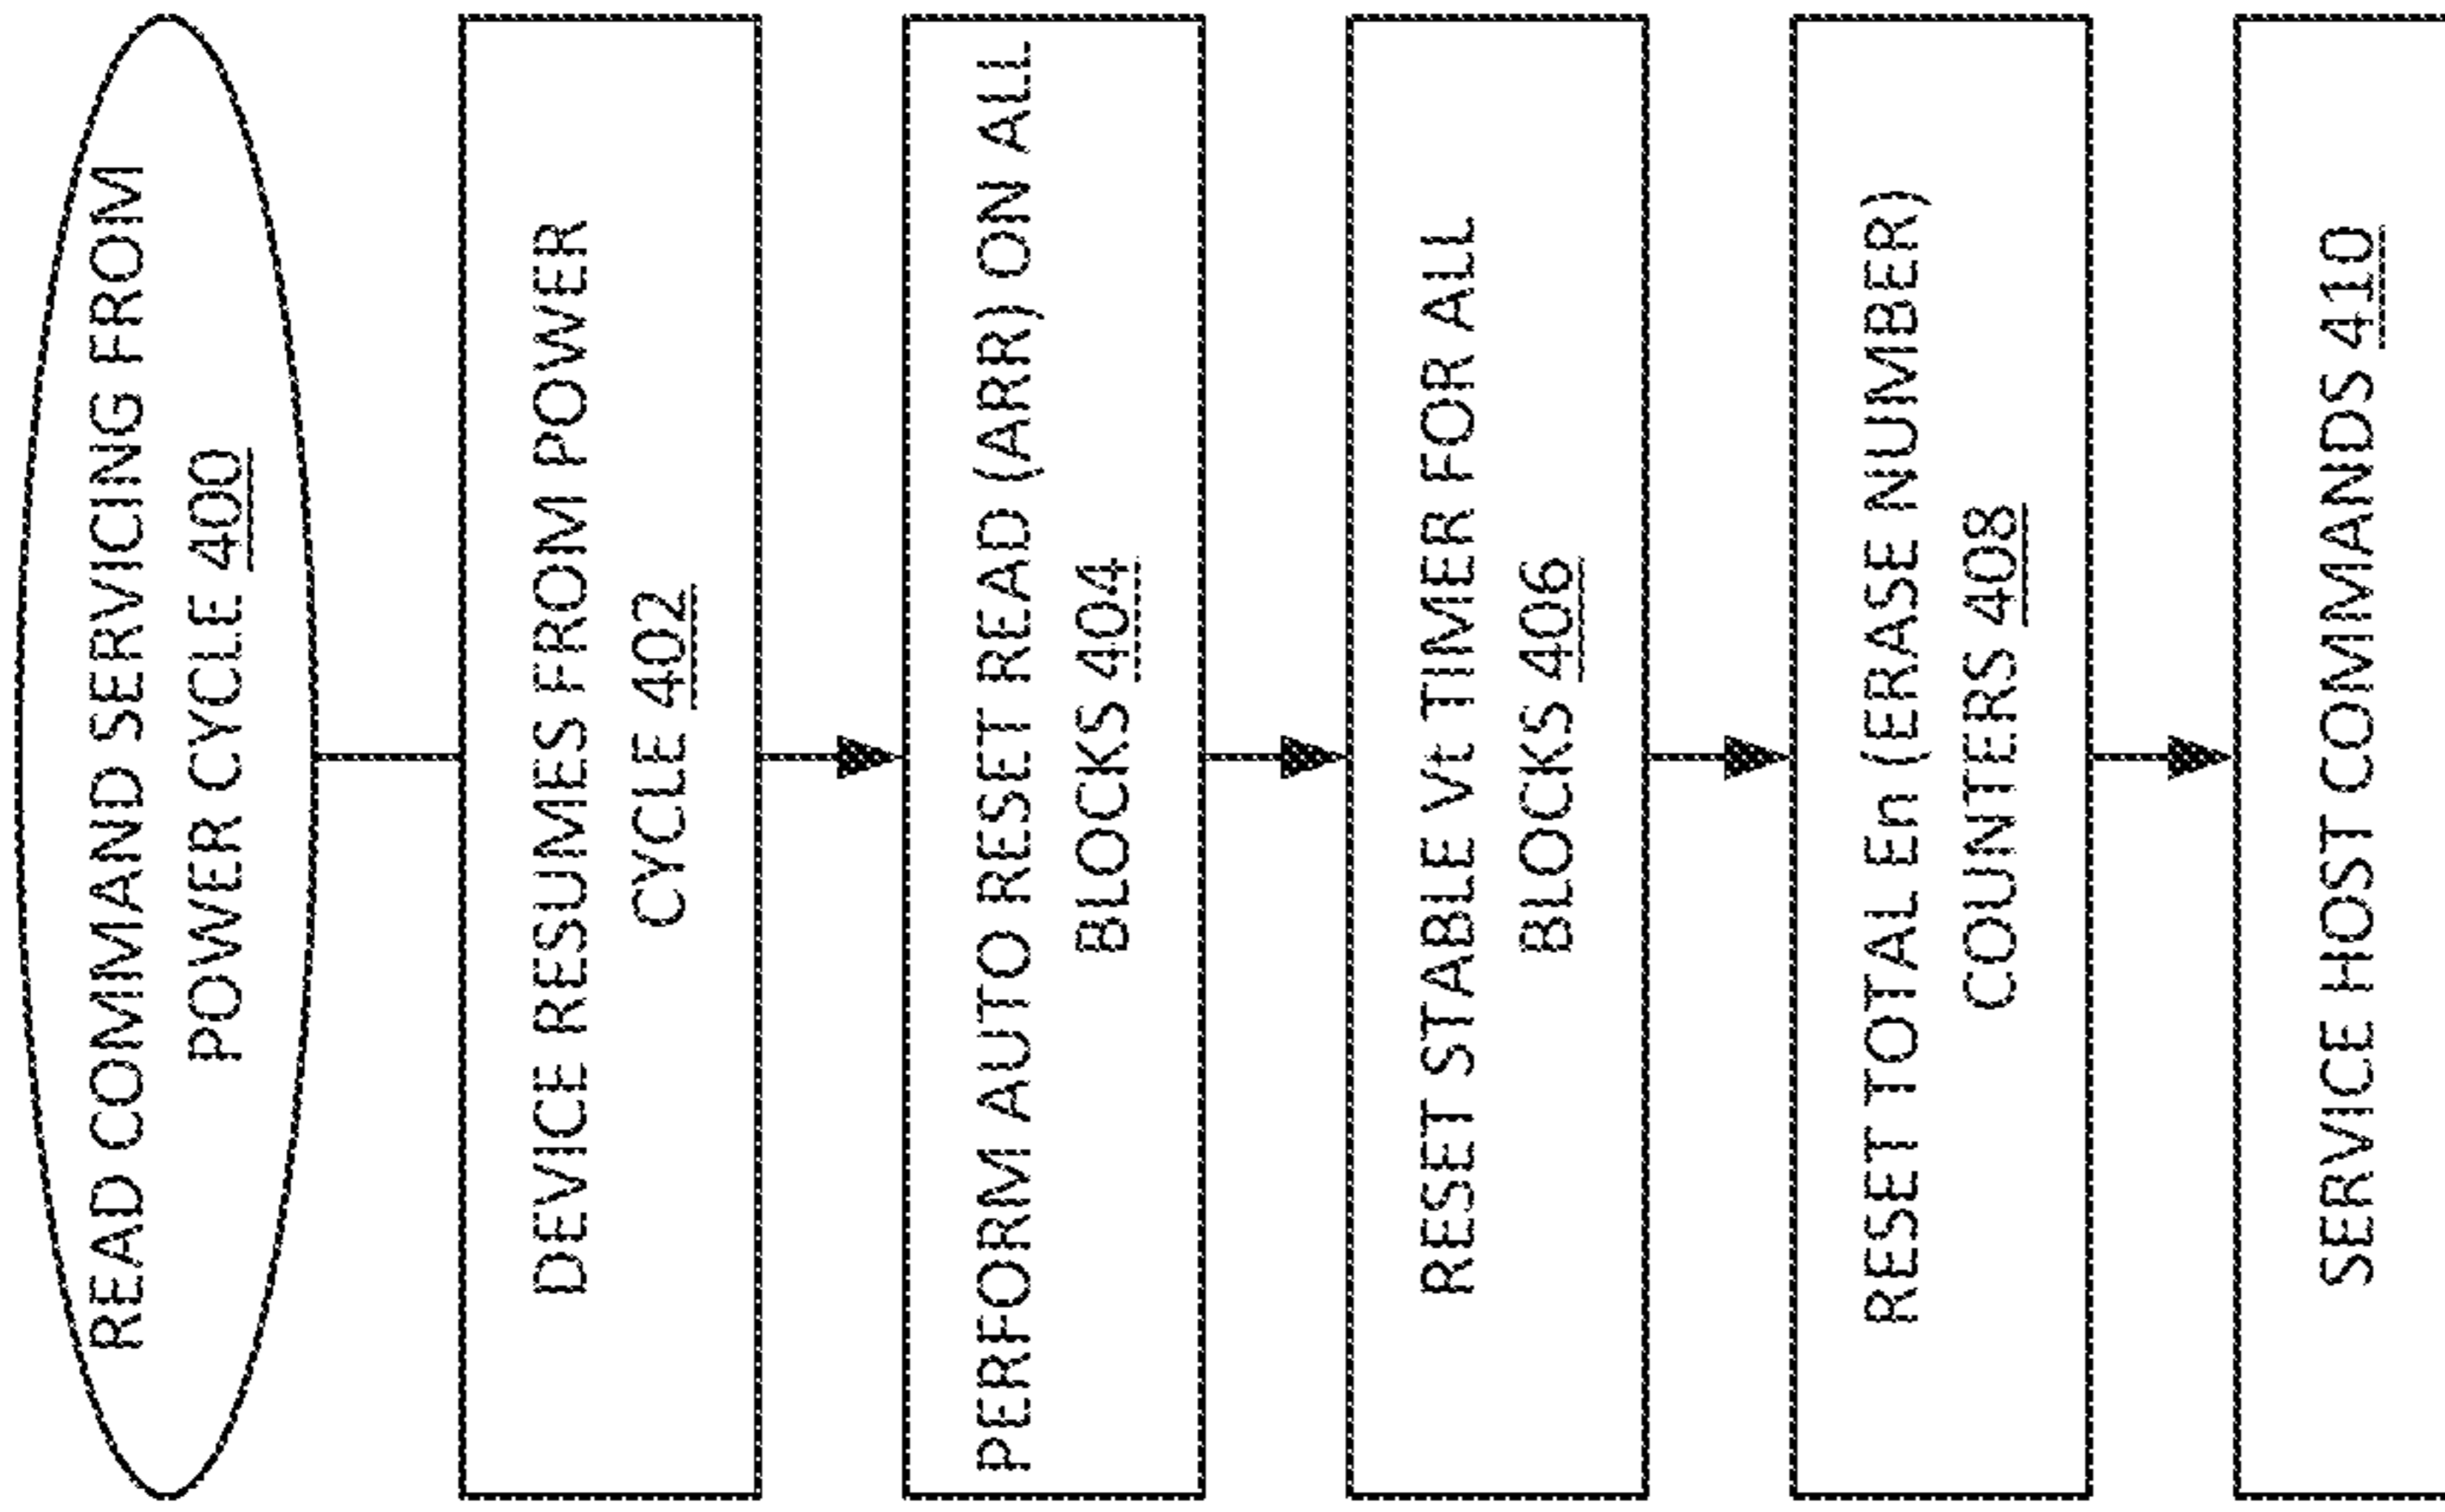 READ COMMAND SERVICING FROM
POWER CYCLE 400
DEVICE RESUMES FROM POWER
CYCLE 402
PERFORM AUTO RESET READ (ARR) ON ALL
BLOCKS 404
RESET STABLE Vt TIMER FOR ALL
BLOCKS 406
RESET TOTAL En (ERASE NUMBER)
COUNTERS 408
SERVICE HOST COMMANDS 410